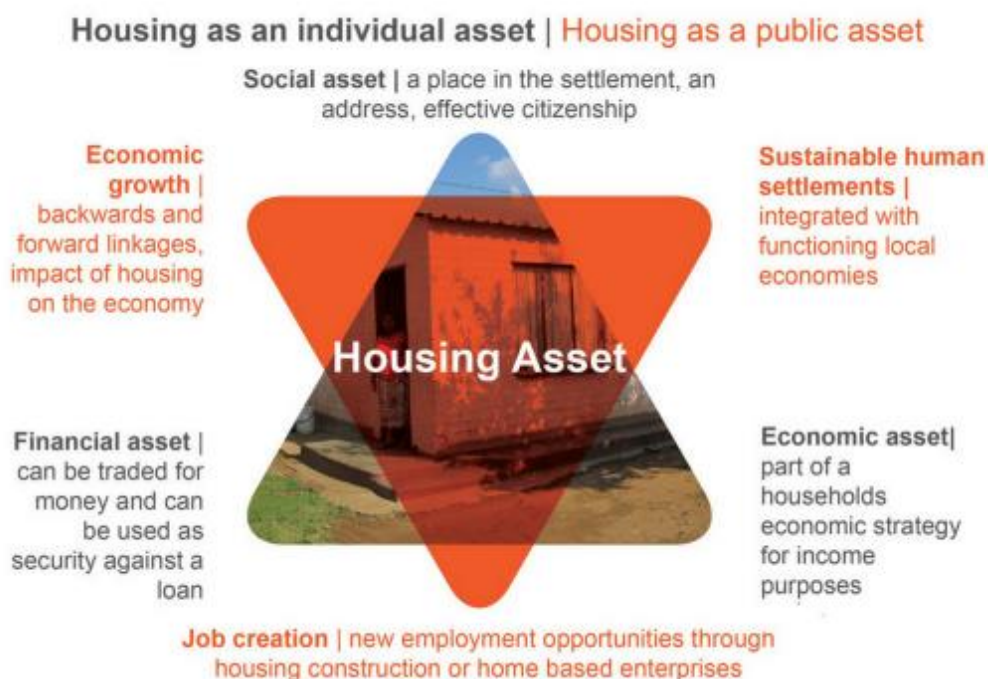 Housing as an individual asset | Housing as a public asset
Social asset | a place in the settlement, an
address, effective citizenship
Economic
growth |
backwards and
forward linkages,
impact of housing
on the economy
Sustainable human
settlements |
integrated with
functioning local
economies
Housing Asset
Financial asset |
can be traded for
money and can
be used as
security against a
loan
Economic asset|
part of a
households
economic strategy
for income
purposes
Job creation | new employment opportunities through
housing construction or home based enterprises